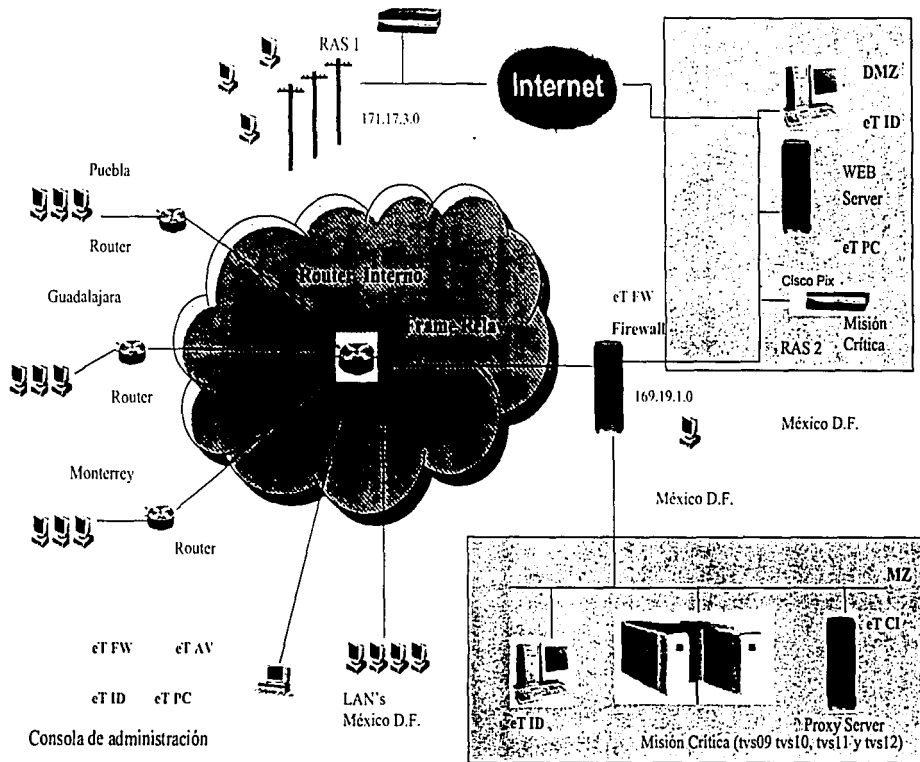 RAS 1
171.17.3.0
Internet
DMZ
eT ID
WEB
Server
eT PC
Cisco Pix
Misión
Crítica
RAS 2
Puebla
Router
Guadalajara
Router
Monterrey
Router
Router Interno
Frame Rela
eT FW
Firewall
169.19.1.0
México D.F.
México D.F.
MZ
eT CI
eT ID
Proxy Server
Misión Crítica (tvs09 tvs10, tvs11 y tvs12)
eT FW eT AV
eT ID eT PC
Consola de administración
LAN's
México D.F.